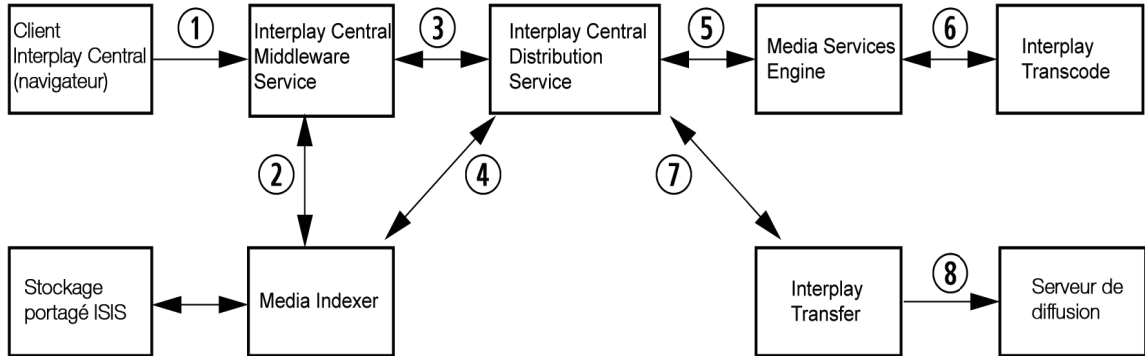 Client
Interplay Central
(navigateur)
1
Interplay Central
Middleware
Service
3
Interplay Central
Distribution
Service
5
Media Services
Engine
6
Interplay
Transcode
2
4
7
Stockage
portagé ISIS
Media Indexer
Interplay
Transfer
8
Serveur de
diffusion